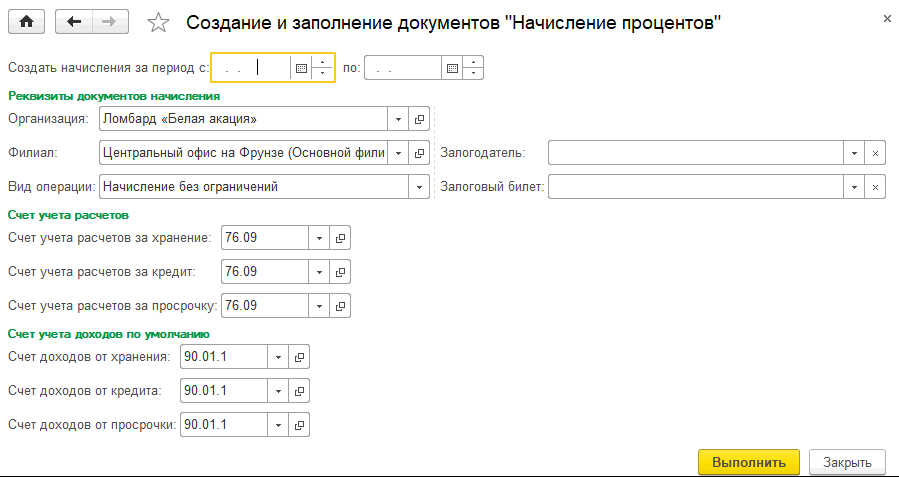 Создание и заполнение документов "Начисление процентов"
Создать начисления за период с: . . по: . .
Реквизиты документов начисления
Организация: Ломбард «Белая акация»
Филиал: Центральный офис на Фрунзе (Основной фили Залогодатель:
Вид операции: Начисление без ограничений Залоговый билет:
Счет учета расчетов
Счет учета расчетов за хранение: 76.09
Счет учета расчетов за кредит: 76.09
Счет учета расчетов за просрочку: 76.09
Счет учета доходов по умолчанию
Счет доходов от хранения: 90.01.1
Счет доходов от кредита: 90.01.1
Счет доходов от просрочки: 90.01.1
Выполнить Закрыть